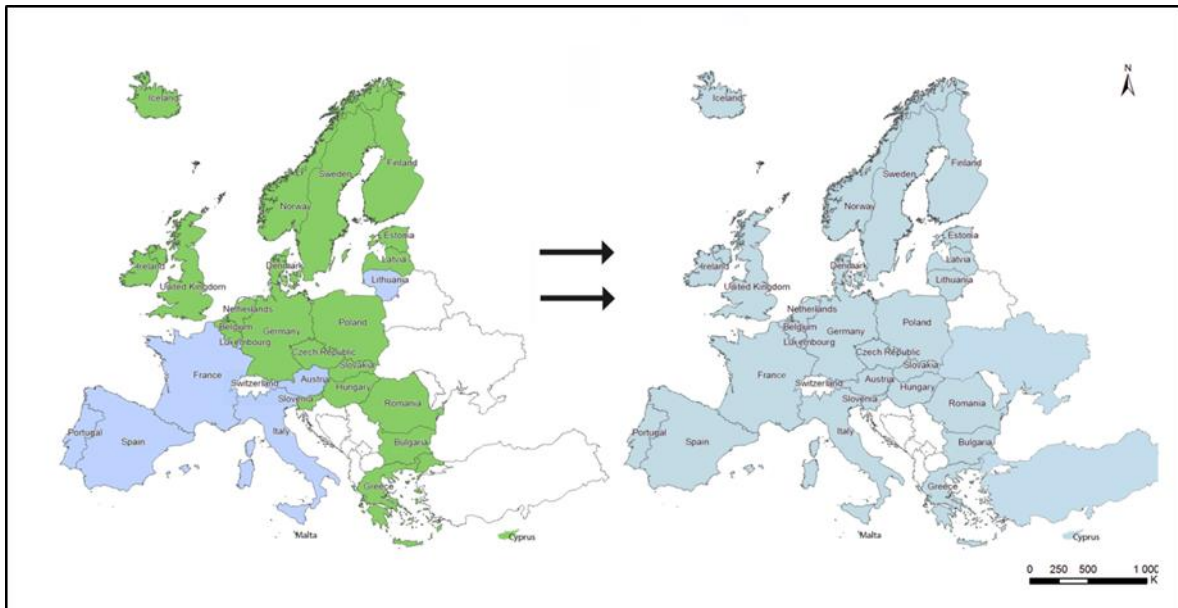 Iceland
Finland
Sweden
Norway
Estonia
Latvia
Denmark
Lithuania
Ireland
United Kingdom
Netherlands
Poland
Belgium
Germany
Luxembourg
Czech Republic
Slovakia
France
Austria
Switzerland
Hungary
Slovenia
Romania
Italy
Bulgaria
Portugal
Spain
Greece
Malta
Cyprus
N
Iceland
Finland
Sweden
Norway
Estonia
Latvia
Denmark
Lithuania
Ireland
United Kingdom
Netherlands
Poland
Belgium
Germany
Luxembourg
Czech Republic
Slovakia
France
Austria
Switzerland
Hungary
Slovenia
Romania
Italy
Bulgaria
Portugal
Spain
Greece
Malta
Cyprus
0 250 500 1 000
K